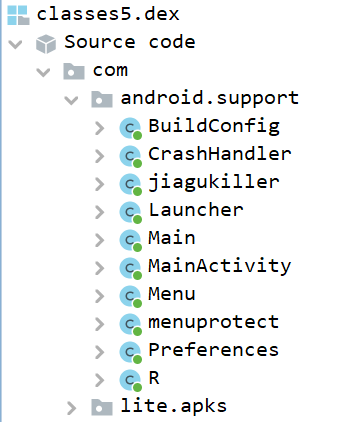 classes5.dex
Source code
com
android.support
BuildConfig
CrashHandler
jiagukiller
Launcher
Main
MainActivity
Menu
menuprotect
Preferences
R
lite.apks